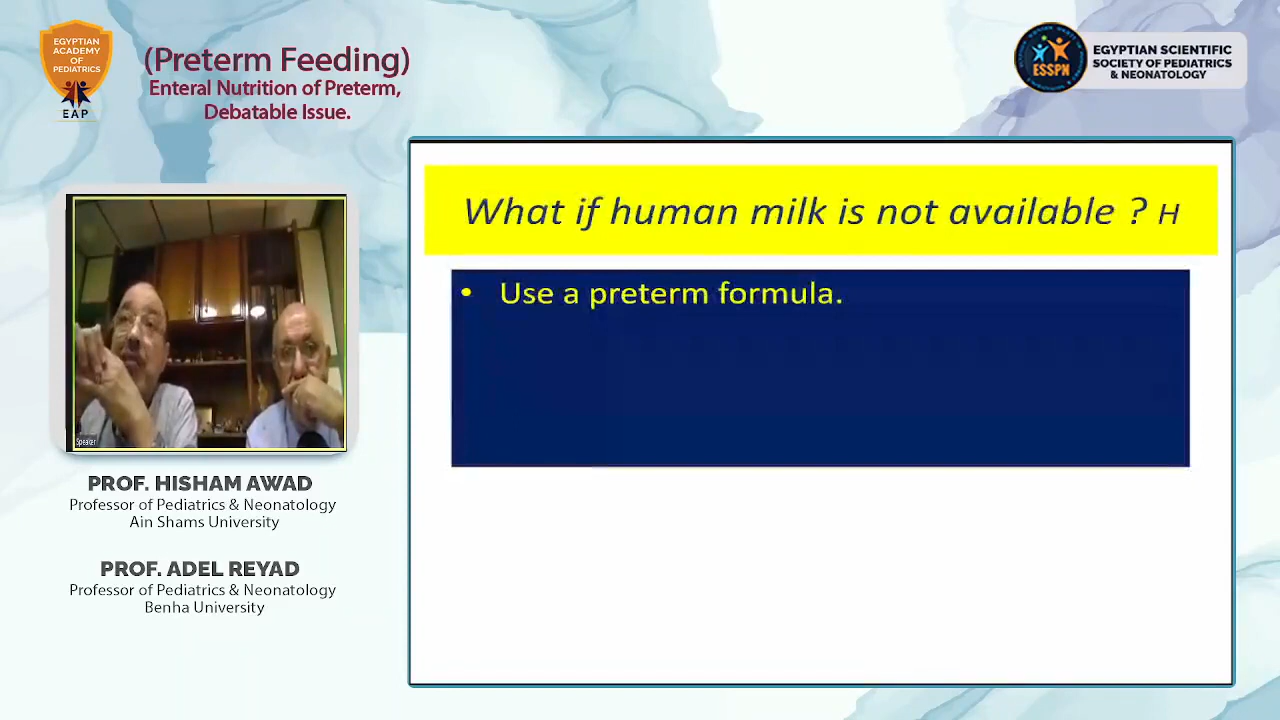 EGYPTIAN
ACADEMY
OF
PEDIATRICS
EAP
(Preterm Feeding)
Enteral Nutrition of Preterm,
Debatable Issue.
ESSPN
EGYPTIAN SCIENTIFIC
SOCIETY OF PEDIATRICS
& NEONATOLOGY
What if human milk is not available ? H
• Use a preterm formula.
Speaker
PROF. HISHAM AWAD
Professor of Pediatrics & Neonatology
Ain Shams University
PROF. ADEL REYAD
Professor of Pediatrics & Neonatology
Benha University